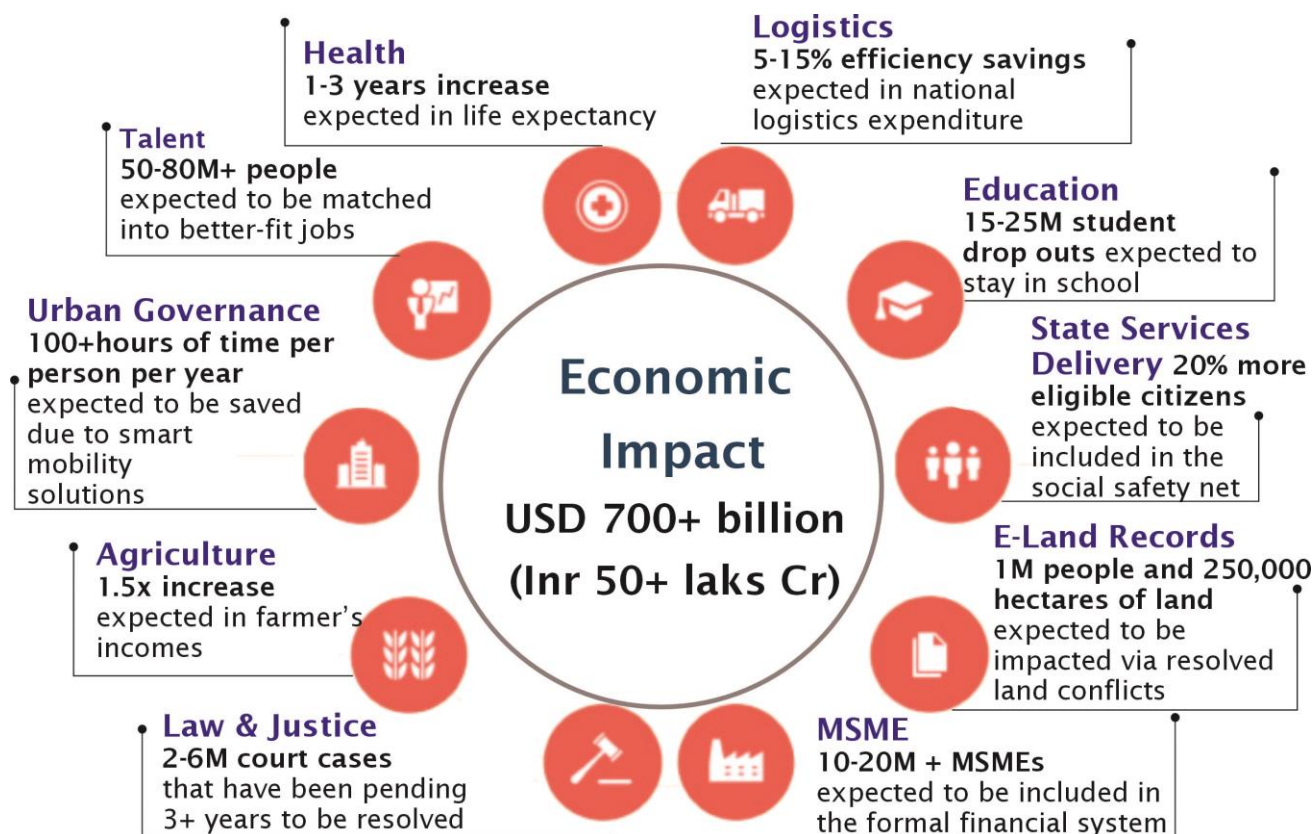 Health
1-3 years increase
expected in life expectancy
Logistics
5-15% efficiency savings
expected in national
logistics expenditure
Talent
50-80M+ people
expected to be matched
into better-fit jobs
Education
15-25M student
drop outs expected to
stay in school
Urban Governance
100+hours of time per
person per year
expected to be saved
due to smart
mobility
solutions
Economic
Impact
USD 700+ billion
(Inr 50+ laks Cr)
State Services
Delivery 20% more
eligible citizens
expected to be
included in the
social safety net
Agriculture
1.5x increase
expected in farmer's
incomes
E-Land Records
1M people and 250,000
hectares of land
expected to be
impacted via resolved
land conflicts
Law & Justice
2-6M court cases
that have been pending
3+ years to be resolved
MSME
10-20M + MSMEs
expected to be included in
the formal financial system